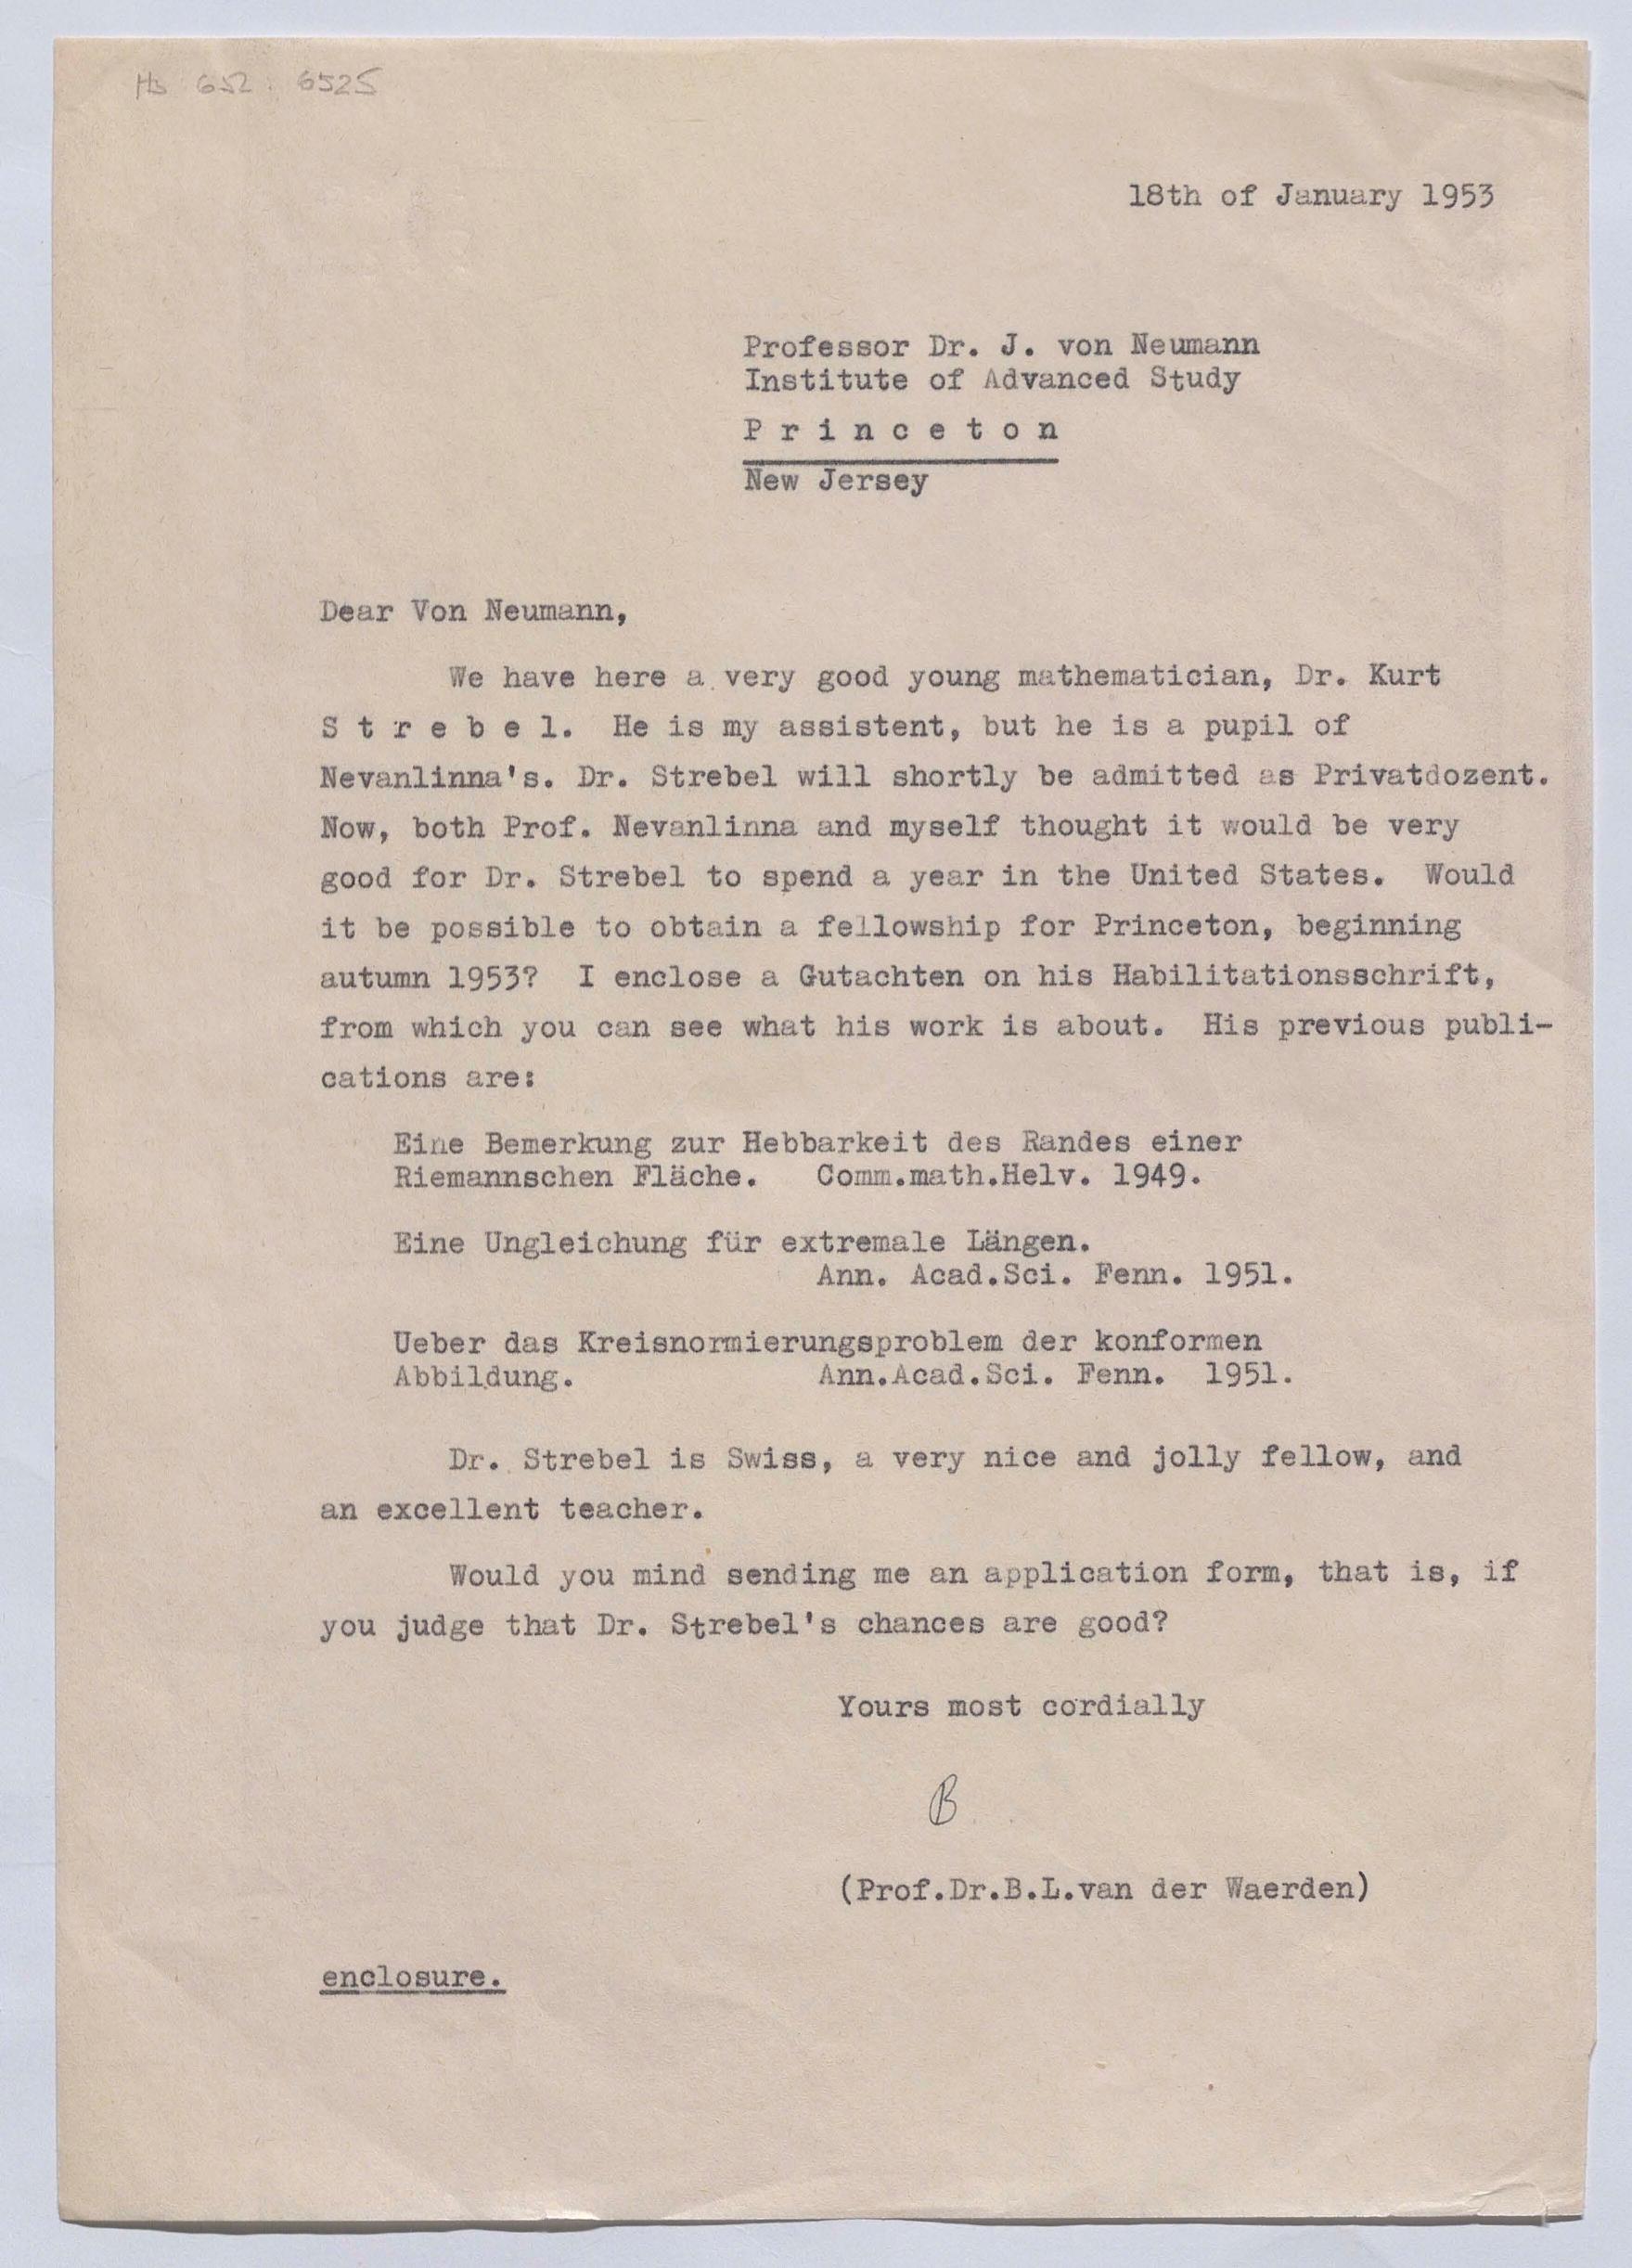 Hs 652 : 6525
18th of January 1953
Professor Dr. J. von Neumann
Institute of Advanced Study
P r i n c e t o n
New Jersey
Dear Von Neumann,
We have here a very good young mathematician, Dr. Kurt
S t r e b e l. He is my assistent, but he is a pupil of
Nevanlinna's. Dr. Strebel will shortly be admitted as Privatdozent.
Now, both Prof. Nevanlinna and myself thought it would be very
good for Dr. Strebel to spend a year in the United States. Would
it be possible to obtain a fellowship for Princeton, beginning
autumn 1953? I enclose a Gutachten on his Habilitationsschrift,
from which you can see what his work is about. His previous publi-
cations are:
Eine Bemerkung zur Hebbarkeit des Randes einer
Riemannschen Fläche. Comm.math.Helv. 1949.
Eine Ungleichung für extremale Längen.
Ann. Acad.Sci. Fenn. 1951.
Ueber das Kreisnormierungsproblem der konformen
Abbildung. Ann.Acad.Sci. Fenn. 1951.
Dr. Strebel is Swiss, a very nice and jolly fellow, and
an excellent teacher.
Would you mind sending me an application form, that is, if
you judge that Dr. Strebel's chances are good?
Yours most cordially
B
(Prof.Dr.B.L.van der Waerden)
enclosure.